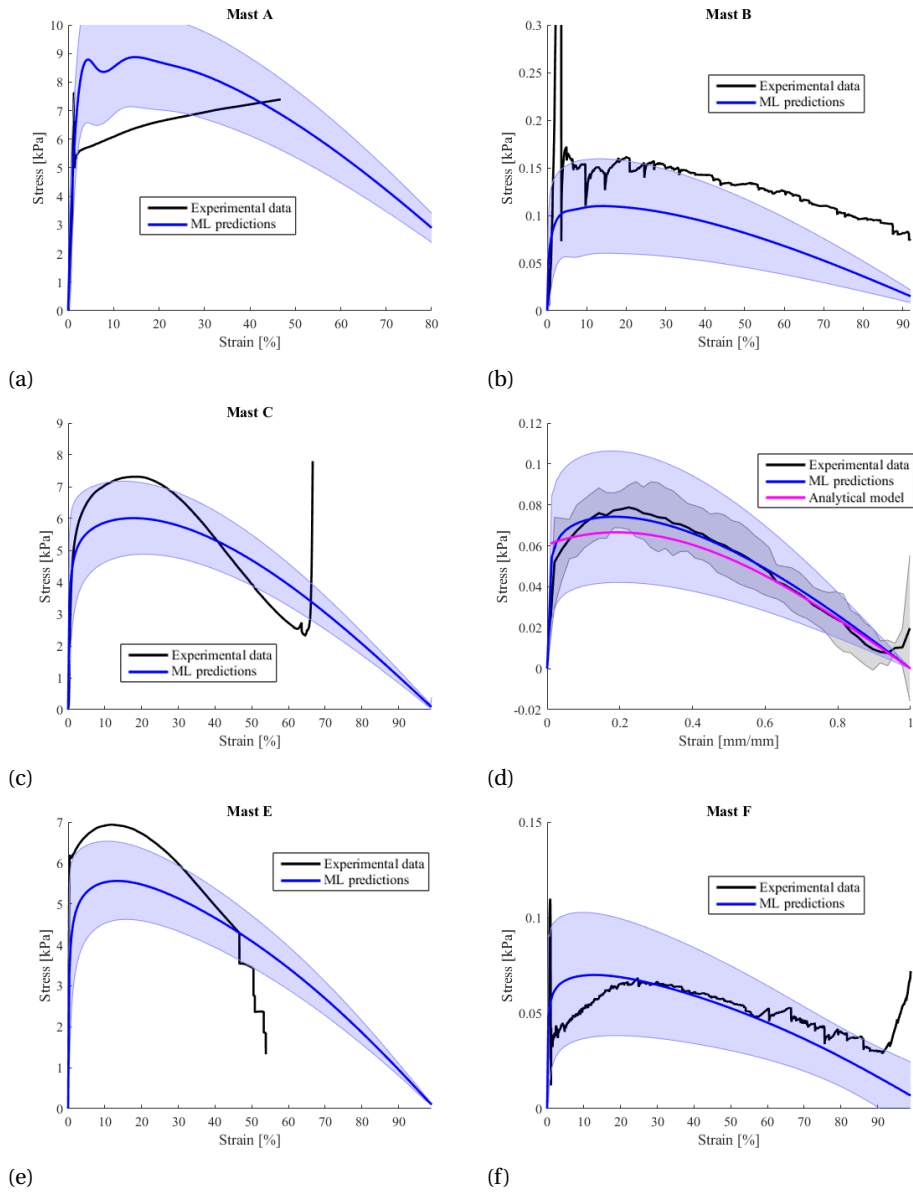 Mast A
Stress [kPa]
10
9
8
7
6
5
4
3
2
1
0
Experimental data
ML predictions
0 10 20 30 40 50 60 70 80
Strain [%]
(a)
Mast B
Stress [kPa]
0.3
0.25
0.2
0.15
0.1
0.05
0
Experimental data
ML predictions
0 10 20 30 40 50 60 70 80 90
Strain [%]
(b)
Mast C
Stress [kPa]
9
8
7
6
5
4
3
2
1
0
Experimental data
ML predictions
0 10 20 30 40 50 60 70 80 90
Strain [%]
(c)
Stress [kPa]
0.12
0.1
0.08
0.06
0.04
0.02
0
-0.02
Experimental data
ML predictions
Analytical model
0 0.2 0.4 0.6 0.8 1
Strain [mm/mm]
(d)
Mast E
Stress [kPa]
7
6
5
4
3
2
1
0
Experimental data
ML predictions
0 10 20 30 40 50 60 70 80 90
Strain [%]
(e)
Mast F
Stress [kPa]
0.15
0.1
0.05
0
Experimental data
ML predictions
0 10 20 30 40 50 60 70 80 90
Strain [%]
(f)